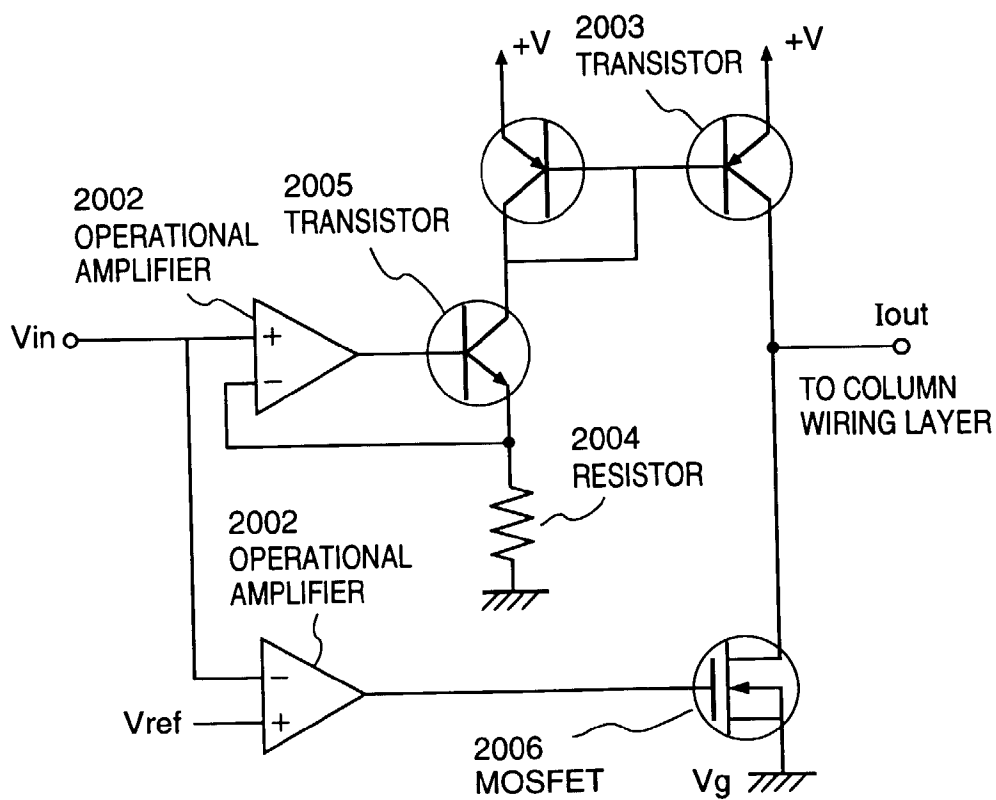 2003
TRANSISTOR
+V
+V
2005
TRANSISTOR
2002
OPERATIONAL
AMPLIFIER
Vin
+
−
Iout
TO COLUMN
WIRING LAYER
2004
RESISTOR
2002
OPERATIONAL
AMPLIFIER
−
+
Vref
2006
MOSFET
Vg